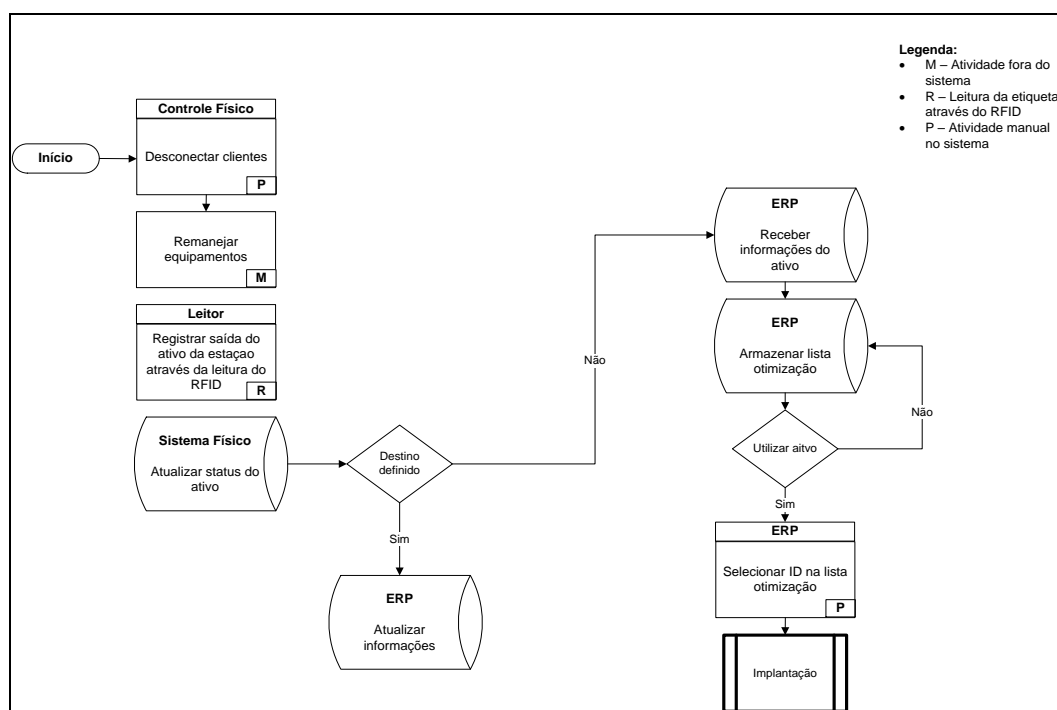 Legenda:
• M – Atividade fora do
sistema
• R – Leitura da etiqueta
através do RFID
• P – Atividade manual
no sistema
Início
Controle Físico
Desconectar clientes
P
Remanejar
equipamentos
M
Leitor
Registrar saída do
ativo da estaçao
através da leitura do
RFID
R
Sistema Físico
Atualizar status do
ativo
Destino
definido
Sim
ERP
Atualizar
informações
Não
ERP
Receber
informações do
ativo
ERP
Armazenar lista
otimização
Não
Utilizar aitvo
Sim
ERP
Selecionar ID na lista
otimização
P
Implantação